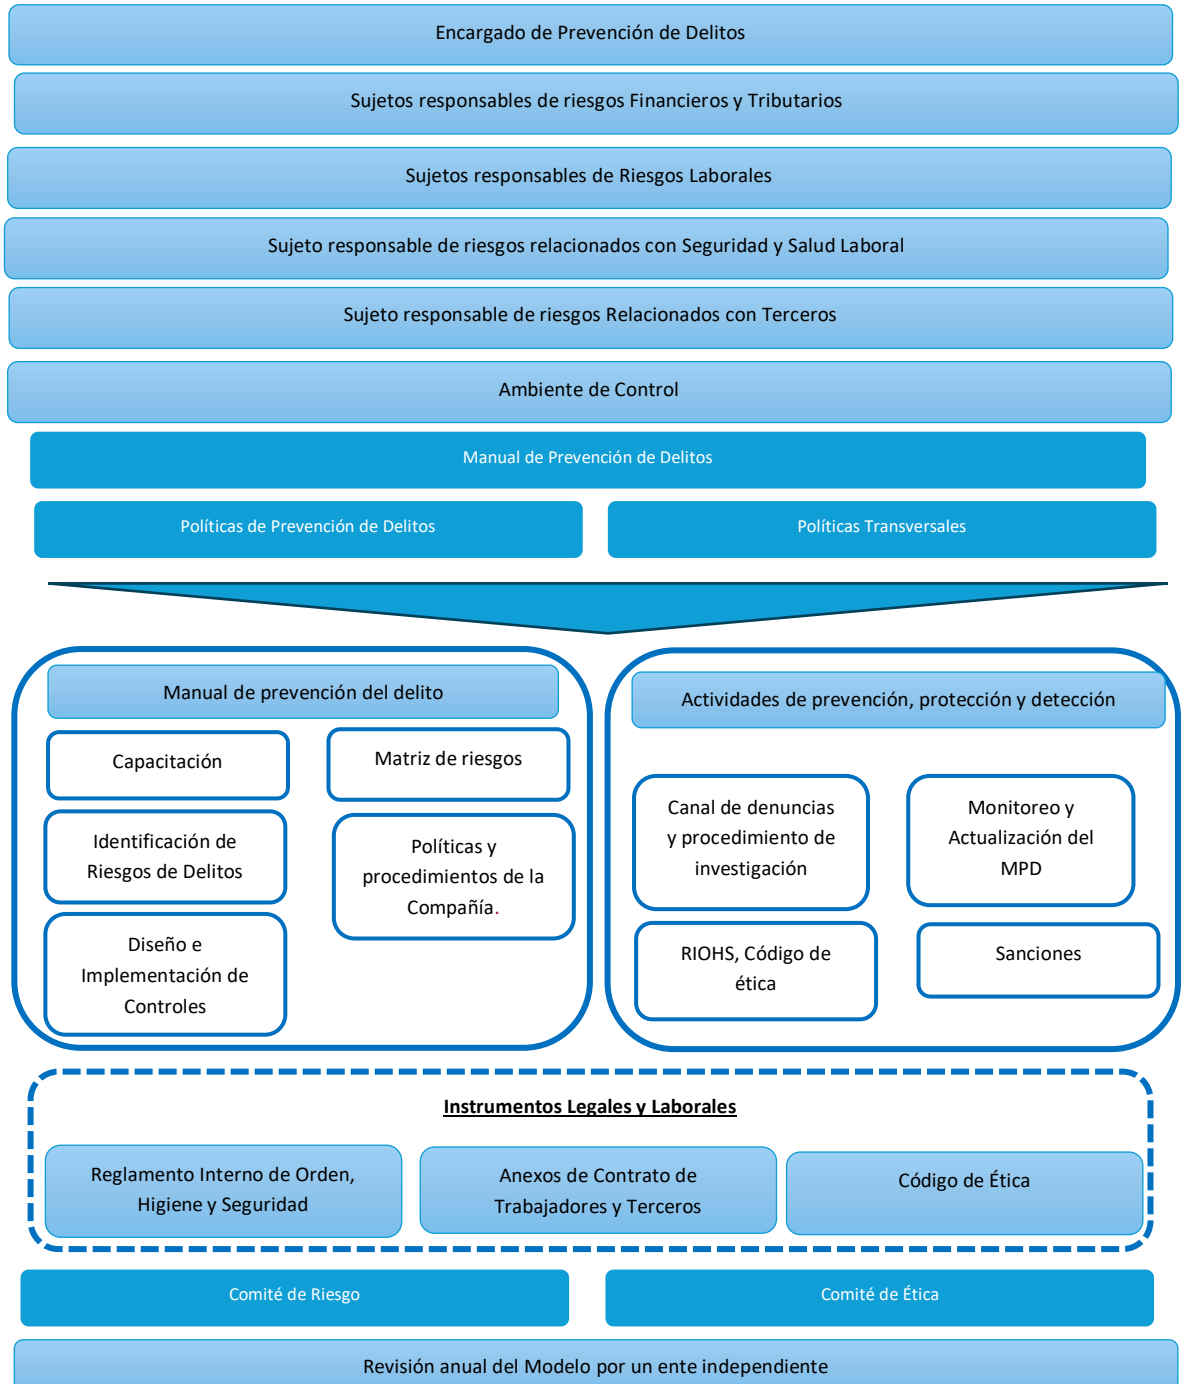 Encargado de Prevención de Delitos
Sujetos responsables de riesgos Financieros y Tributarios
Sujetos responsables de Riesgos Laborales
Sujeto responsable de riesgos relacionados con Seguridad y Salud Laboral
Sujeto responsable de riesgos Relacionados con Terceros
Ambiente de Control
Manual de Prevención de Delitos
Políticas de Prevención de Delitos
Políticas Transversales
Manual de prevención del delito
Capacitación
Matriz de riesgos
Identificación de
Riesgos de Delitos
Políticas y
procedimientos de la
Compañía.
Diseño e
Implementación de
Controles
Actividades de prevención, protección y detección
Canal de denuncias
y procedimiento de
investigación
Monitoreo y
Actualización del
MPD
RIOHS, Código de
ética
Sanciones
Instrumentos Legales y Laborales
Reglamento Interno de Orden,
Higiene y Seguridad
Anexos de Contrato de
Trabajadores y Terceros
Código de Ética
Comité de Riesgo
Comité de Ética
Revisión anual del Modelo por un ente independiente